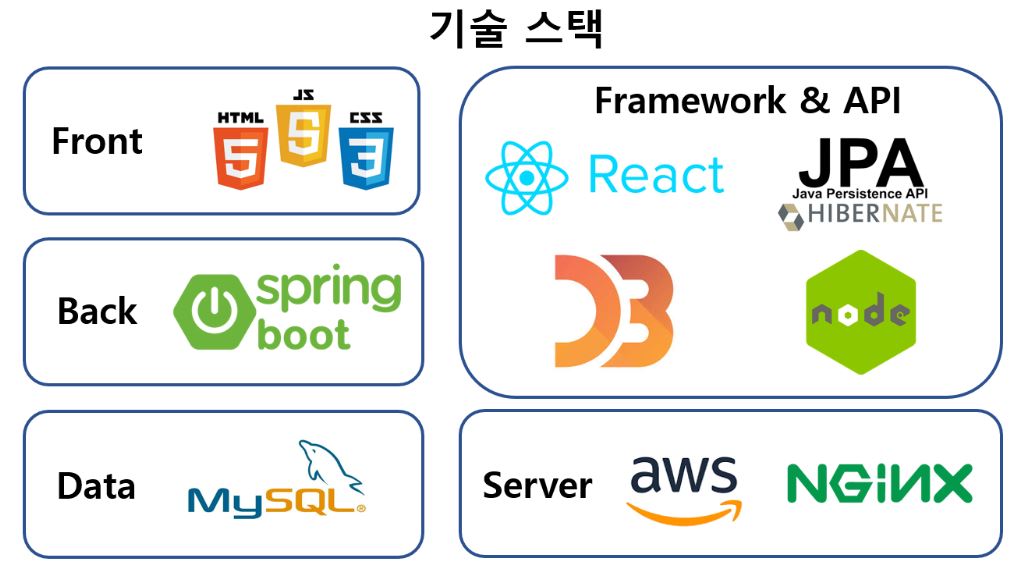 기술 스택
Front
HTML
5
JS
5
CSS
3
Framework & API
React
JPA
Java Persistence API
HIBERNATE
Back
spring
boot
D3
node
Data
MySQL®
Server
aws
NGINX